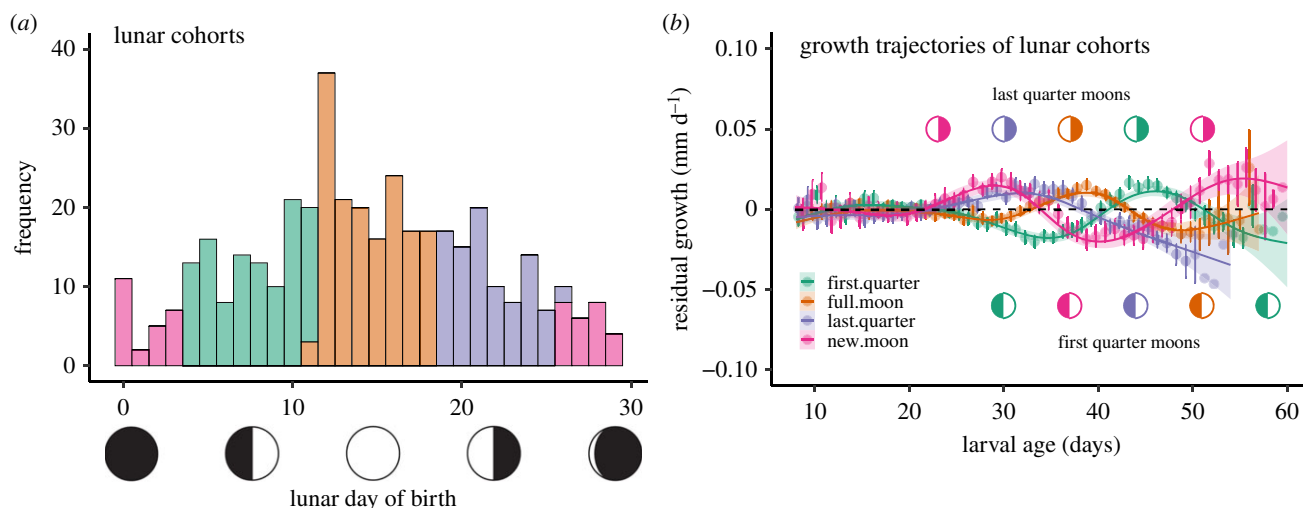 (a)
lunar cohorts
40
30
20
10
0
frequency
0 10 20 30
lunar day of birth
(b)
growth trajectories of lunar cohorts
0.10
0.05
0
−0.05
−0.10
residual growth (mm d−1)
last quarter moons
first.quarter
full.moon
last.quarter
new.moon
first quarter moons
10 20 30 40 50 60
larval age (days)